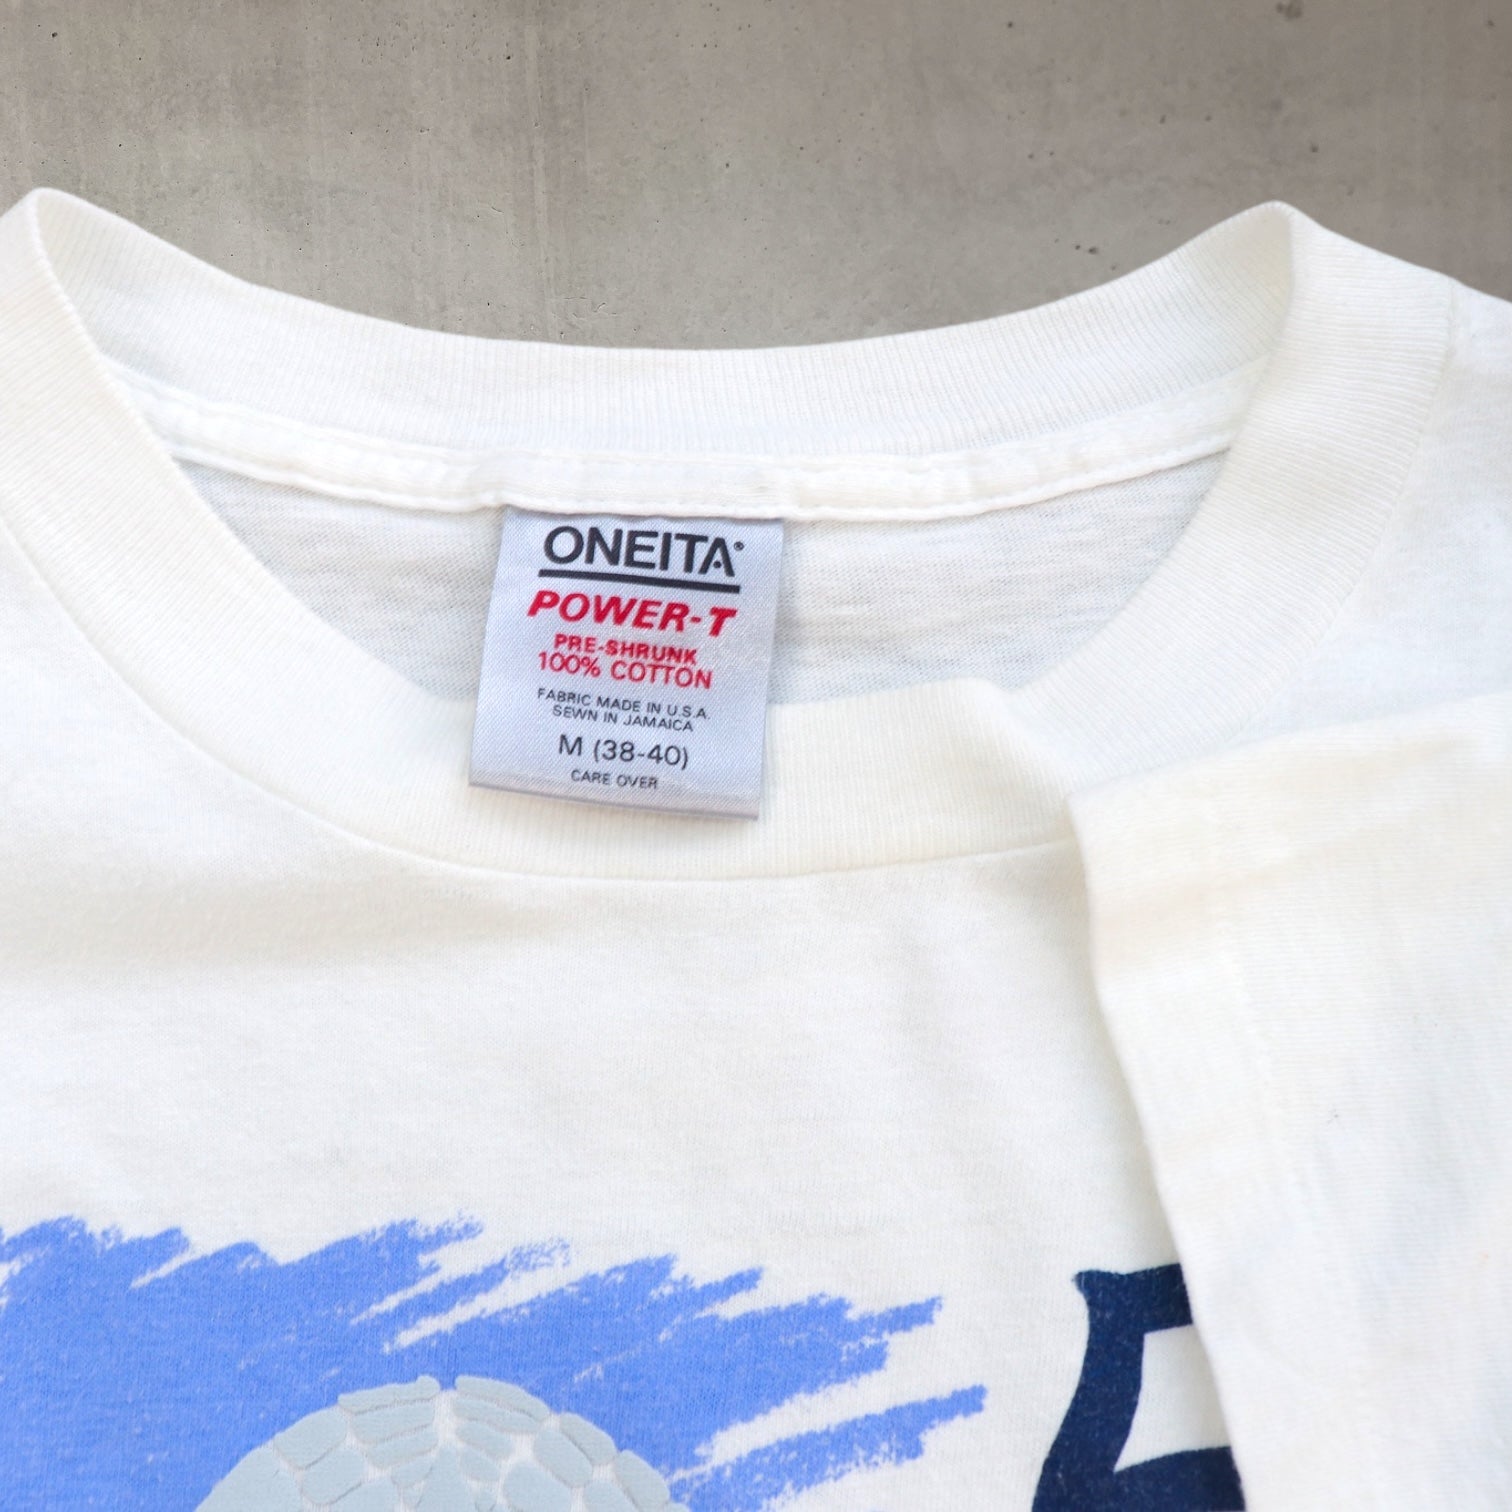 ONEITA®
POWER-T
PRE-SHRUNK
100% COTTON
FABRIC MADE IN U.S.A.
SEWN IN JAMAICA
M (38-40)
CARE OVER